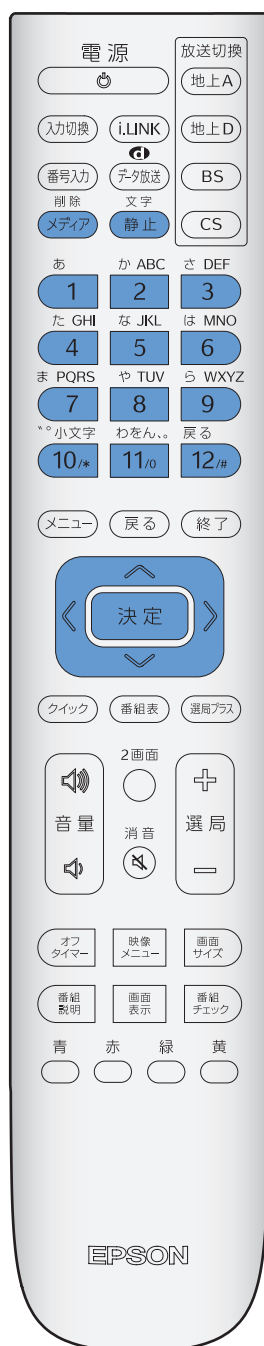 電源
放送切換
地上A
入力切換
i.LINK
地上D
番号入力
データ放送
BS
削除
文字
メディア
静止
CS
あ
か ABC
さ DEF
1
2
3
た GHI
な JKL
は MNO
4
5
6
ま PQRS
や TUV
ら WXYZ
7
8
9
゛゜小文字
わをん、。
戻る
10/*
11/0
12/#
メニュー
戻る
終了
決定
クイック
番組表
選局プラス
2画面
音量
消音
選局
オフ
タイマー
映像
メニュー
画面
サイズ
番組
説明
画面
表示
番組
チェック
青
赤
緑
黄
EPSON